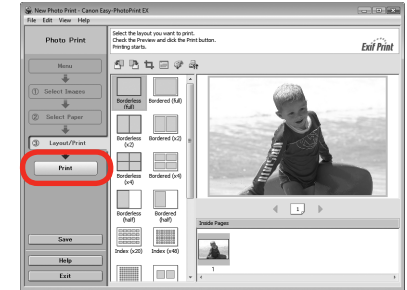 New Photo Print - Canon Easy-PhotoPrint EX
File Edit View Help
Photo Print
Select the layout you want to print.
Check the Preview and click the Print button.
Printing starts.
Exif Print
Menu
① Select Images
② Select Paper
③ Layout/Print
Print
Save
Help
Exit
Borderless (full)
Bordered (full)
Borderless (x2)
Bordered (x2)
Borderless (x4)
Bordered (x4)
Borderless (half)
Bordered (half)
Index (x20)
Index (x48)
1
Inside Pages
1